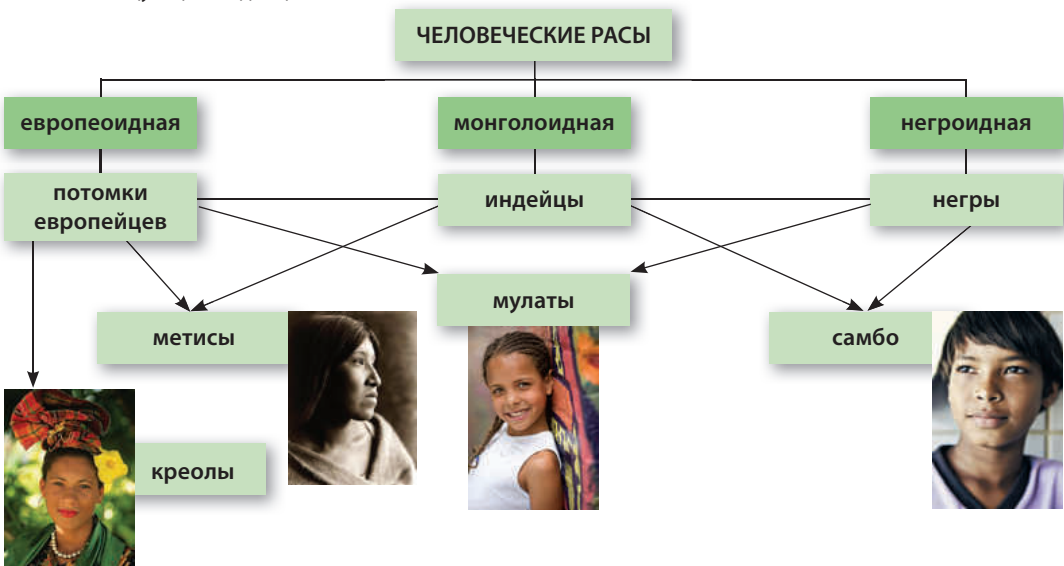 ЧЕЛОВЕЧЕСКИЕ РАСЫ
европеоидная
монголоидная
негроидная
потомки
европейцев
индейцы
негры
мулаты
метисы
самбо
креолы